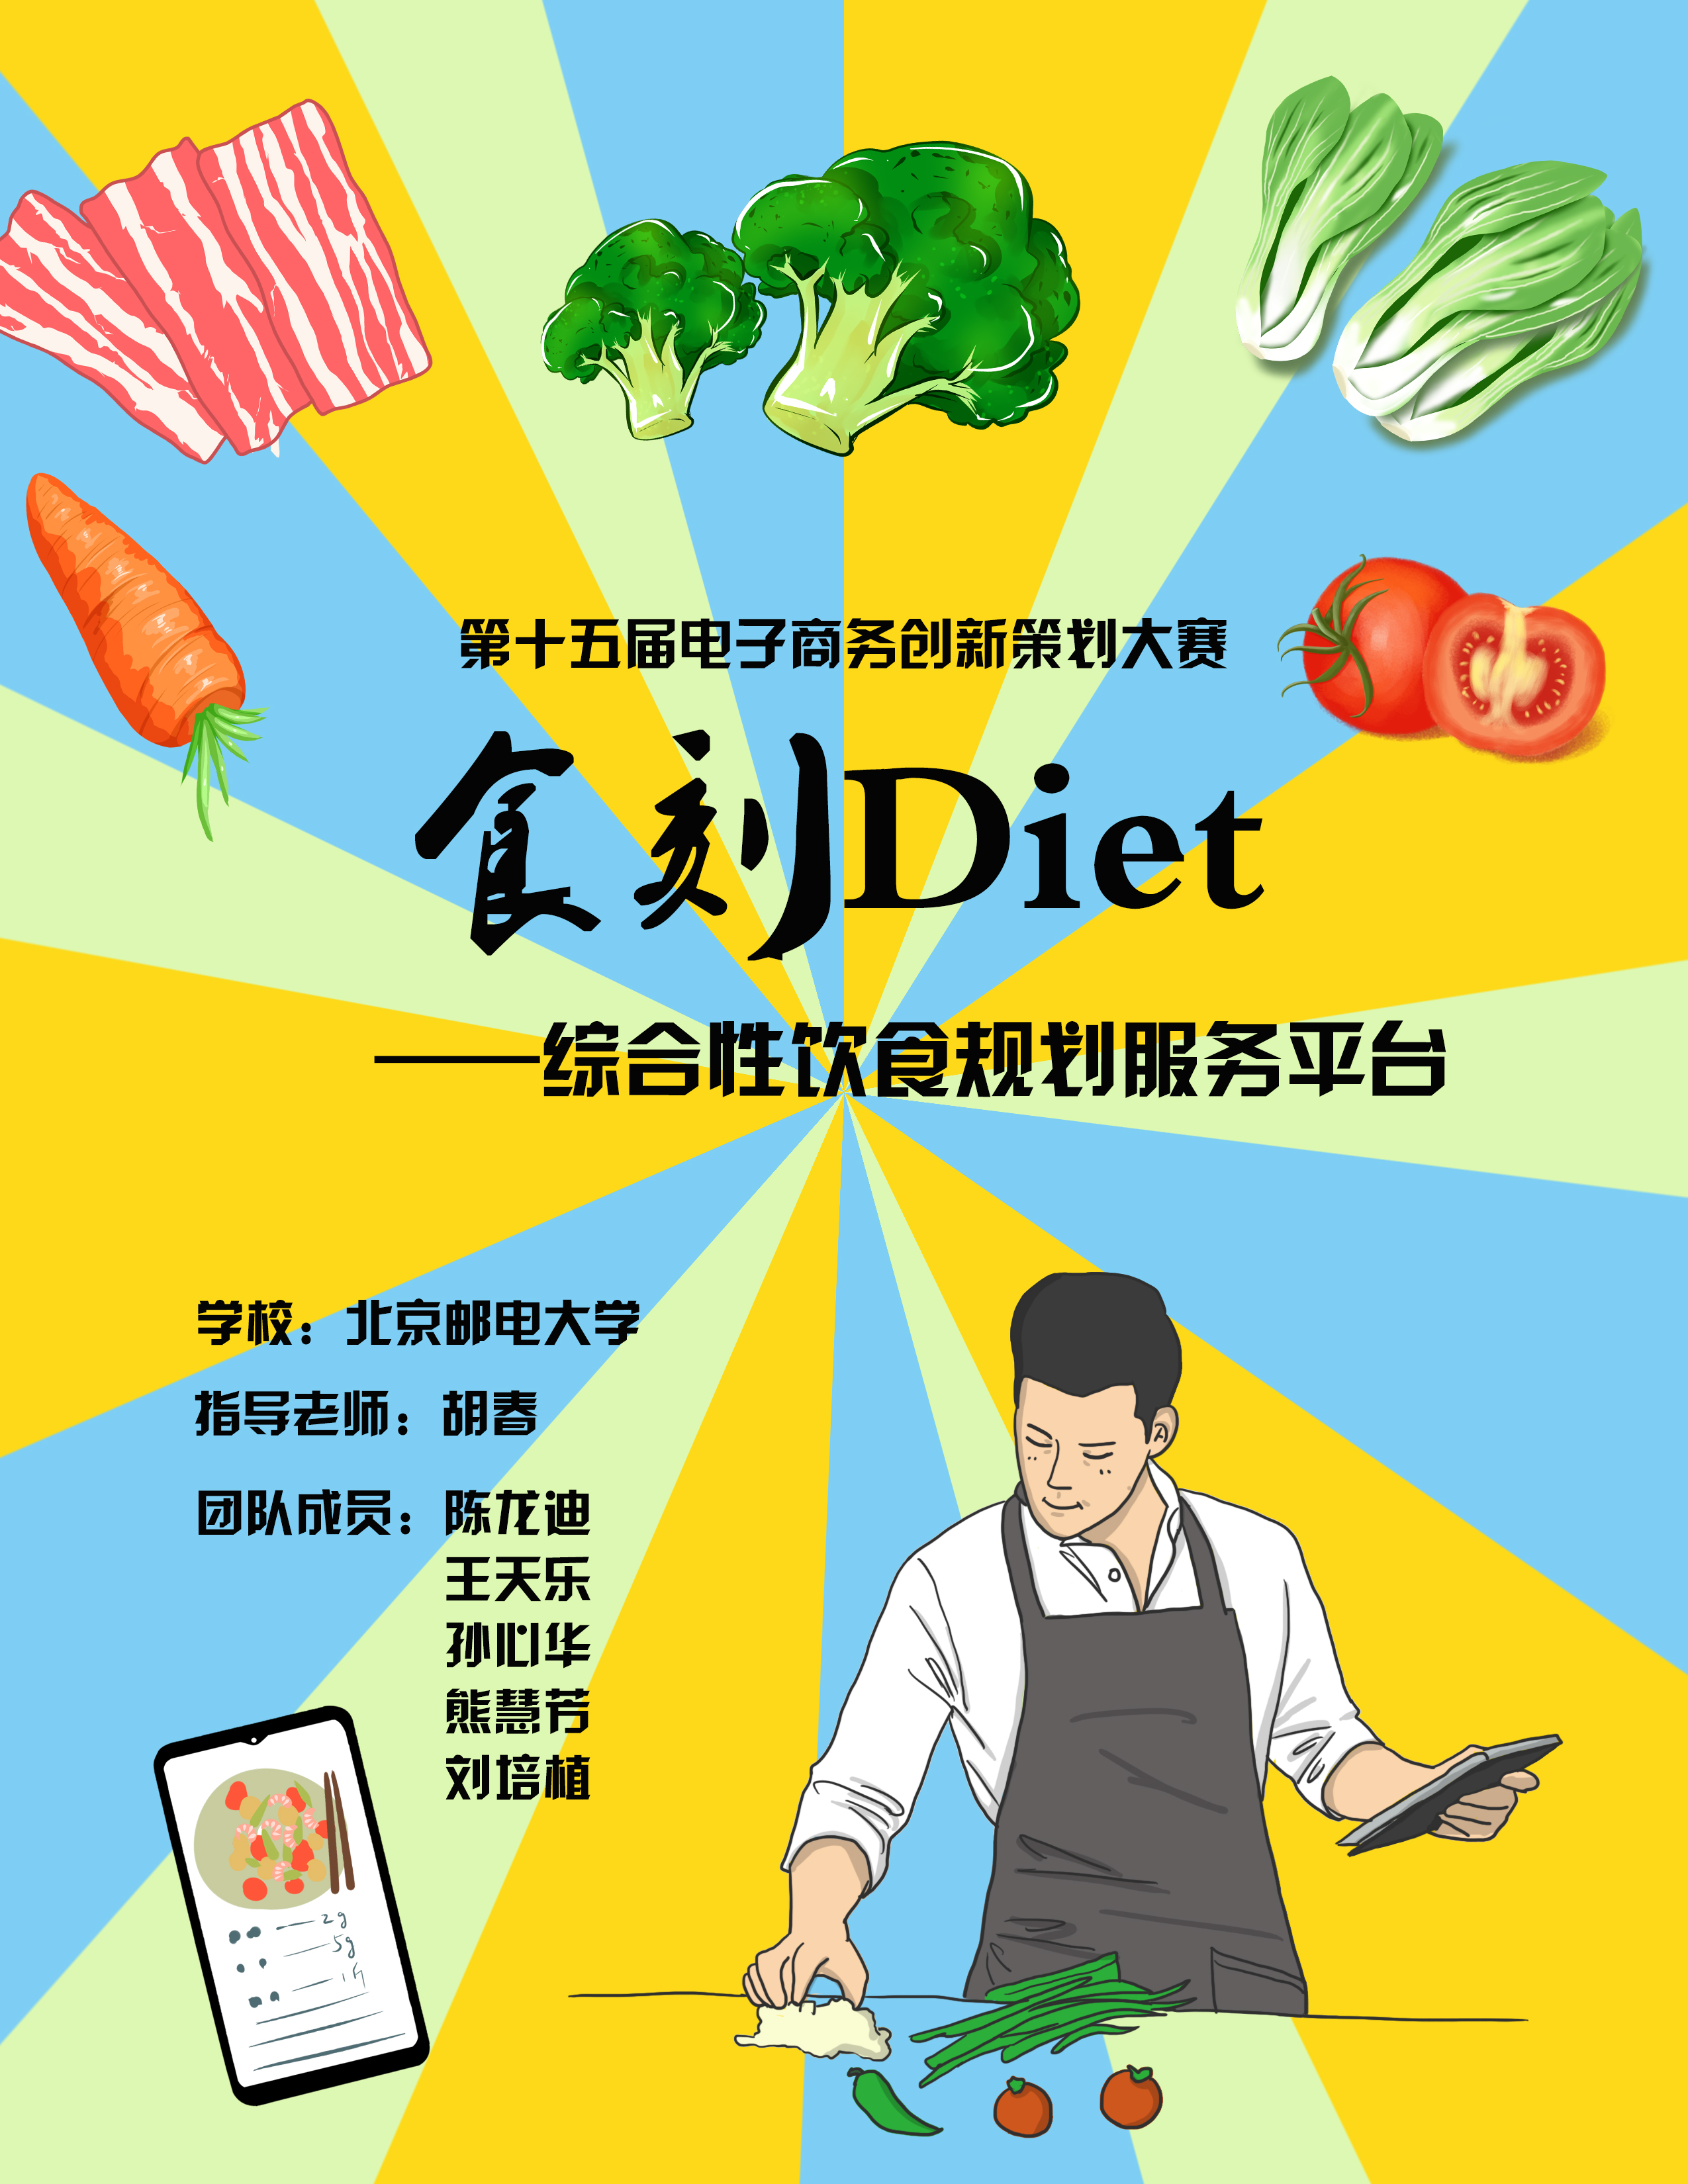 第十五届电子商务创新策划大赛
食刻Diet
——综合性饮食规划服务平台
学校：北京邮电大学
指导老师：胡春
团队成员：陈龙迪
王天乐
孙心华
熊慧芳
刘培植
2g
5g